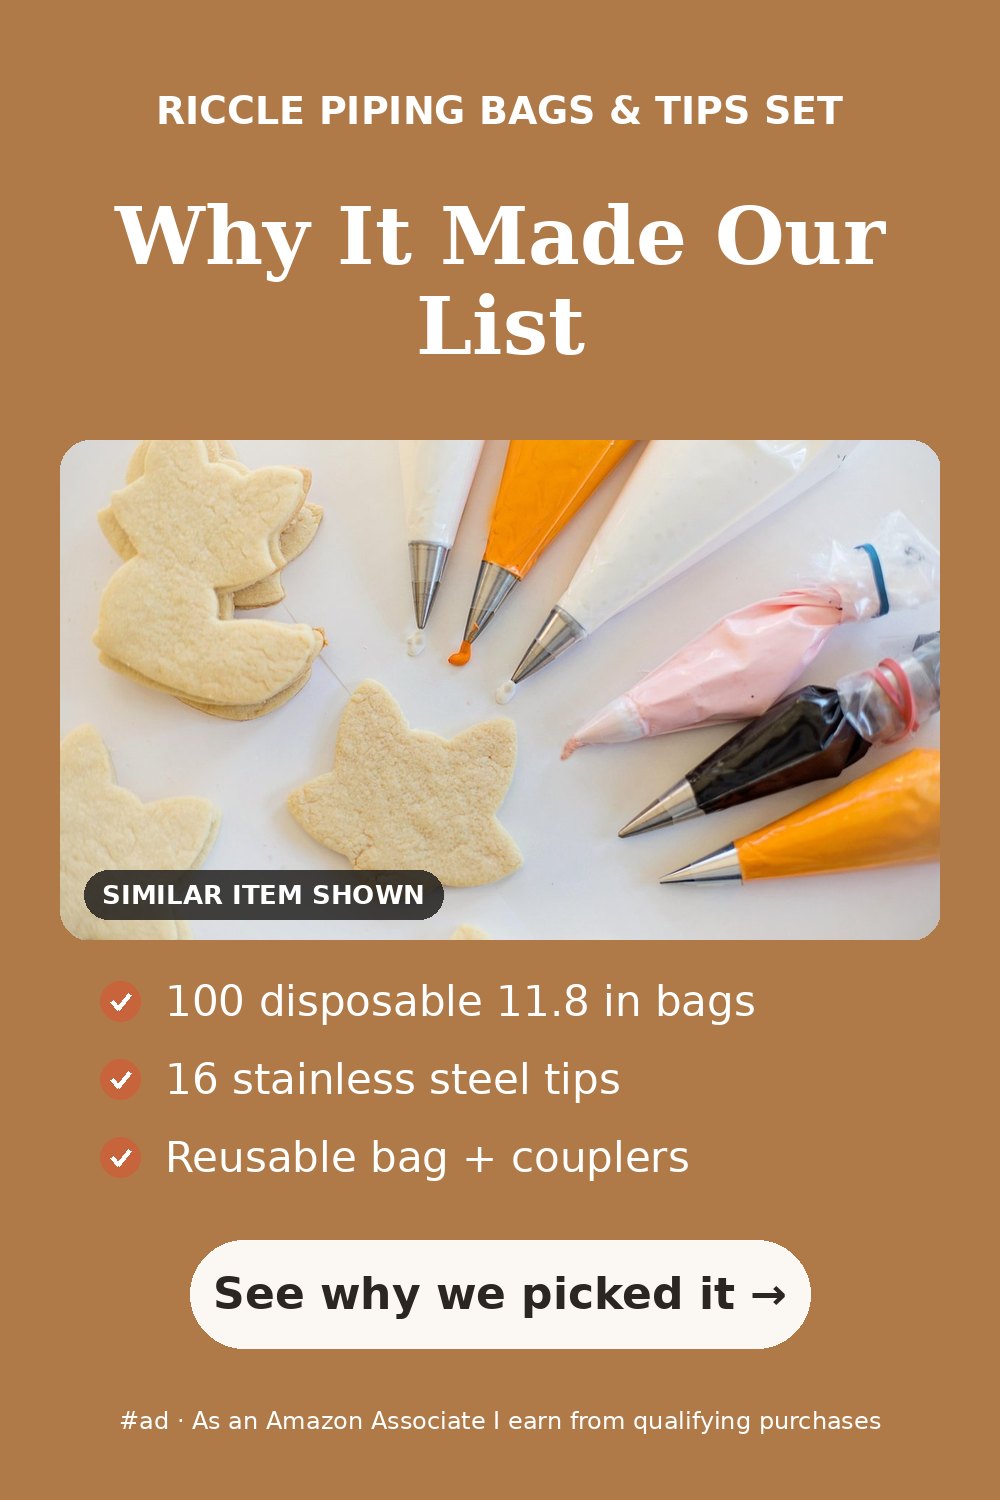 RICCLE PIPING BAGS & TIPS SET
Why It Made Our
List
SIMILAR ITEM SHOWN
100 disposable 11.8 in bags
16 stainless steel tips
Reusable bag + couplers
See why we picked it →
#ad · As an Amazon Associate I earn from qualifying purchases